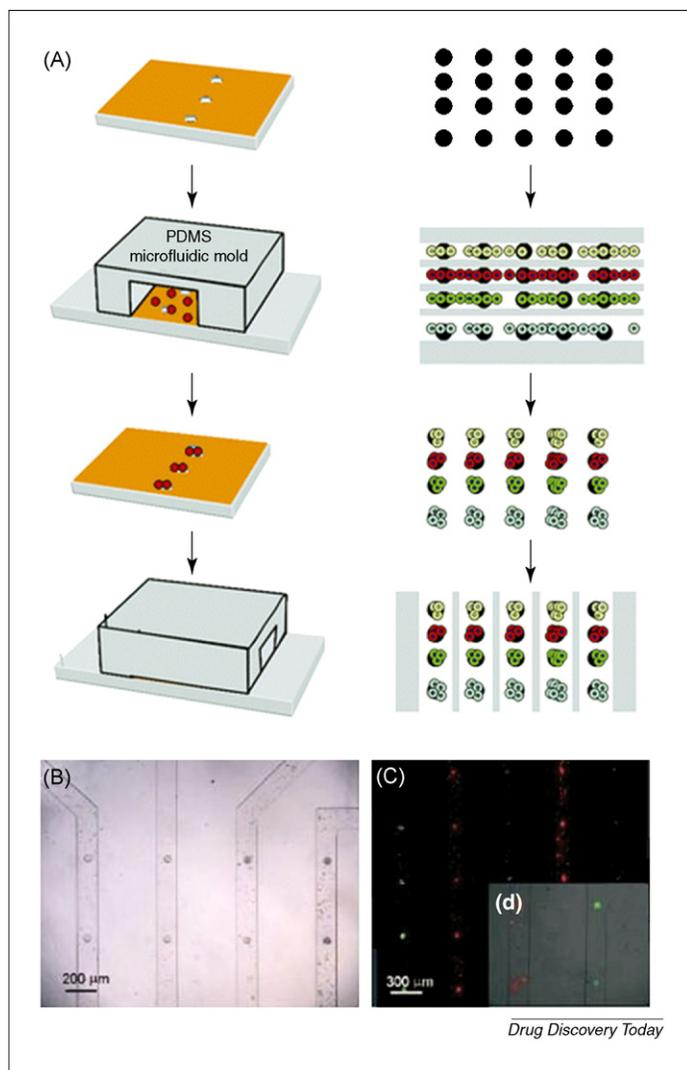 (A)
PDMS
microfluidic mold
(B)
200 μm
(C)
(d)
300 μm
Drug Discovery Today